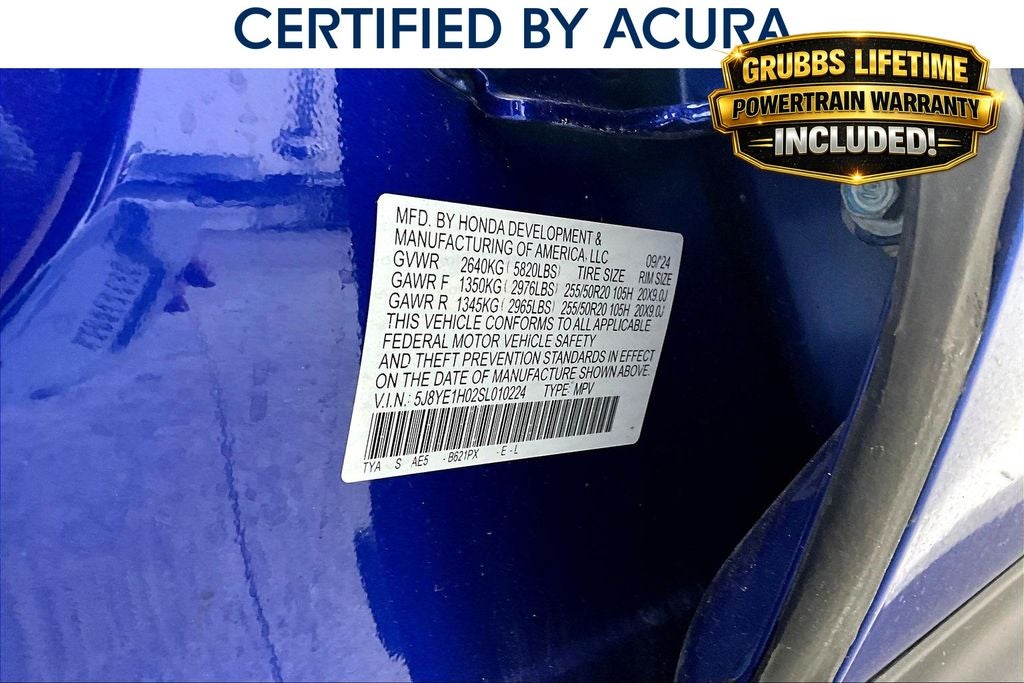 CERTIFIED BY ACURA
GRUBBS LIFETIME
POWERTRAIN WARRANTY
INCLUDED!
MFD. BY HONDA DEVELOPMENT &
MANUFACTURING OF AMERICA, LLC
GVWR 2640KG ( 5820LBS) TIRE SIZE 09/'24 RIM SIZE
GAWR F 1350KG ( 2976LBS) 255/50R20 105H 20X9.0J
GAWR R 1345KG ( 2965LBS) 255/50R20 105H 20X9.0J
THIS VEHICLE CONFORMS TO ALL APPLICABLE
FEDERAL MOTOR VEHICLE SAFETY
AND THEFT PREVENTION STANDARDS IN EFFECT
ON THE DATE OF MANUFACTURE SHOWN ABOVE.
V.I.N.: 5J8YE1H02SL010224 TYPE: MPV
TYA S AE5 -B621PX -E-L